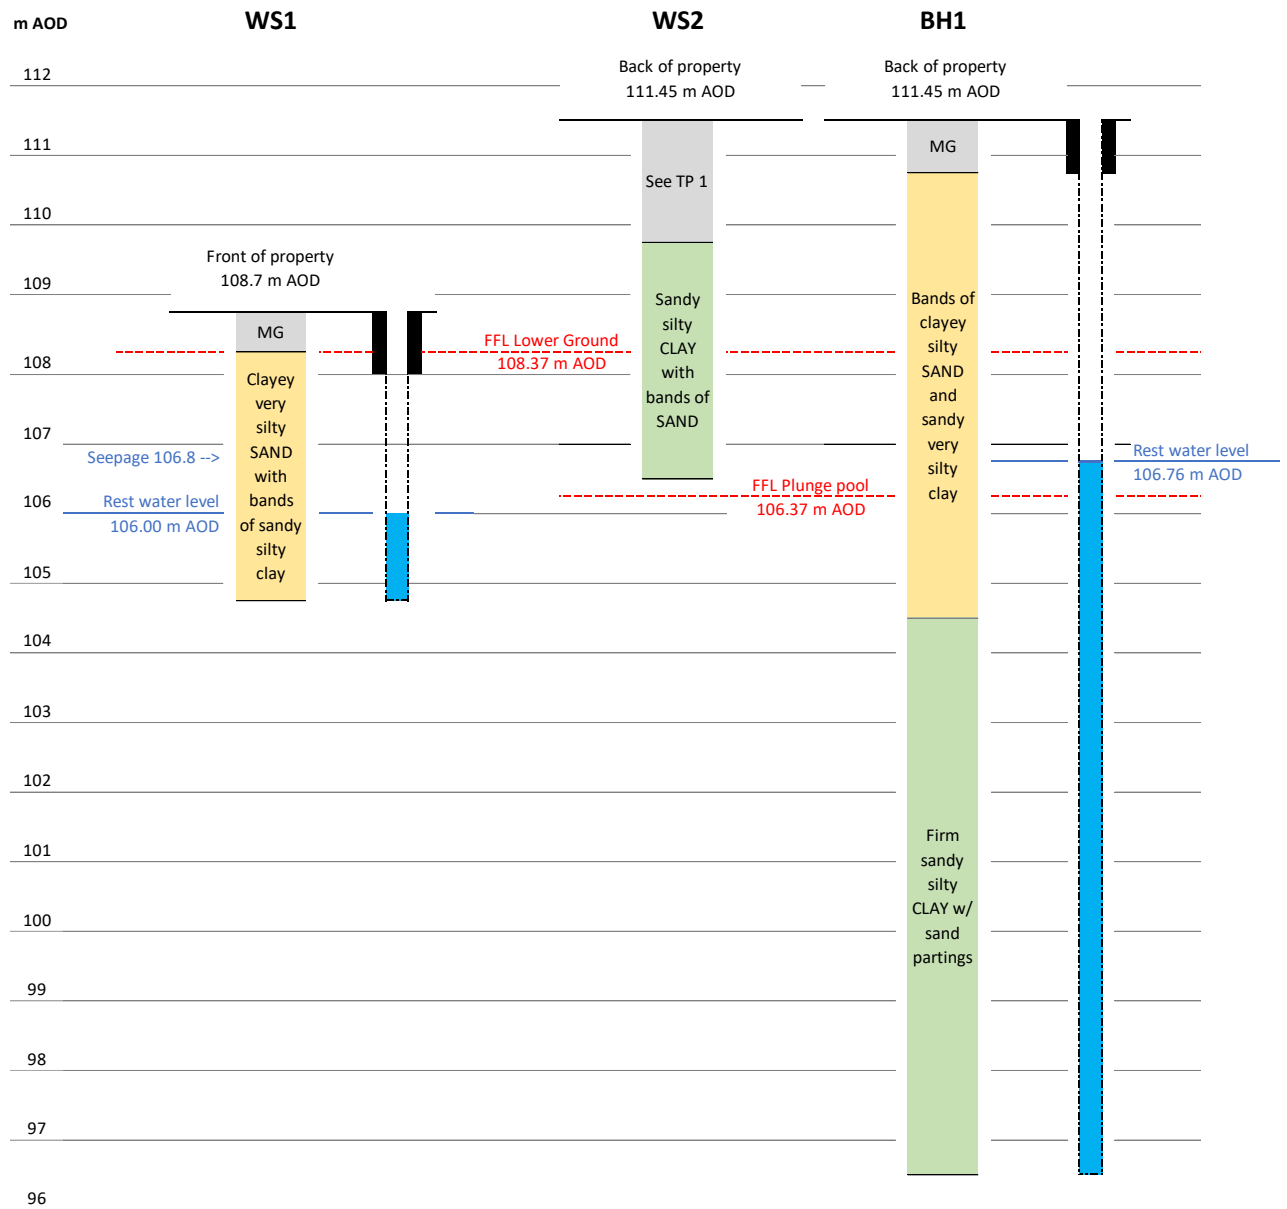 m AOD
WS1
WS2
BH1
112
Back of property
111.45 m AOD
Back of property
111.45 m AOD
111
MG
See TP 1
110
Front of property
108.7 m AOD
109
MG
Sandy
silty
CLAY
with
bands of
SAND
Bands of
clayey
silty
SAND
and
sandy
very
silty
clay
FFL Lower Ground
108.37 m AOD
108
Clayey
very
silty
SAND
with
bands
of sandy
silty
clay
107
Seepage 106.8 -->
Rest water level
106.76 m AOD
FFL Plunge pool
106.37 m AOD
106
Rest water level
106.00 m AOD
105
104
103
102
101
Firm
sandy
silty
CLAY w/
sand
partings
100
99
98
97
96